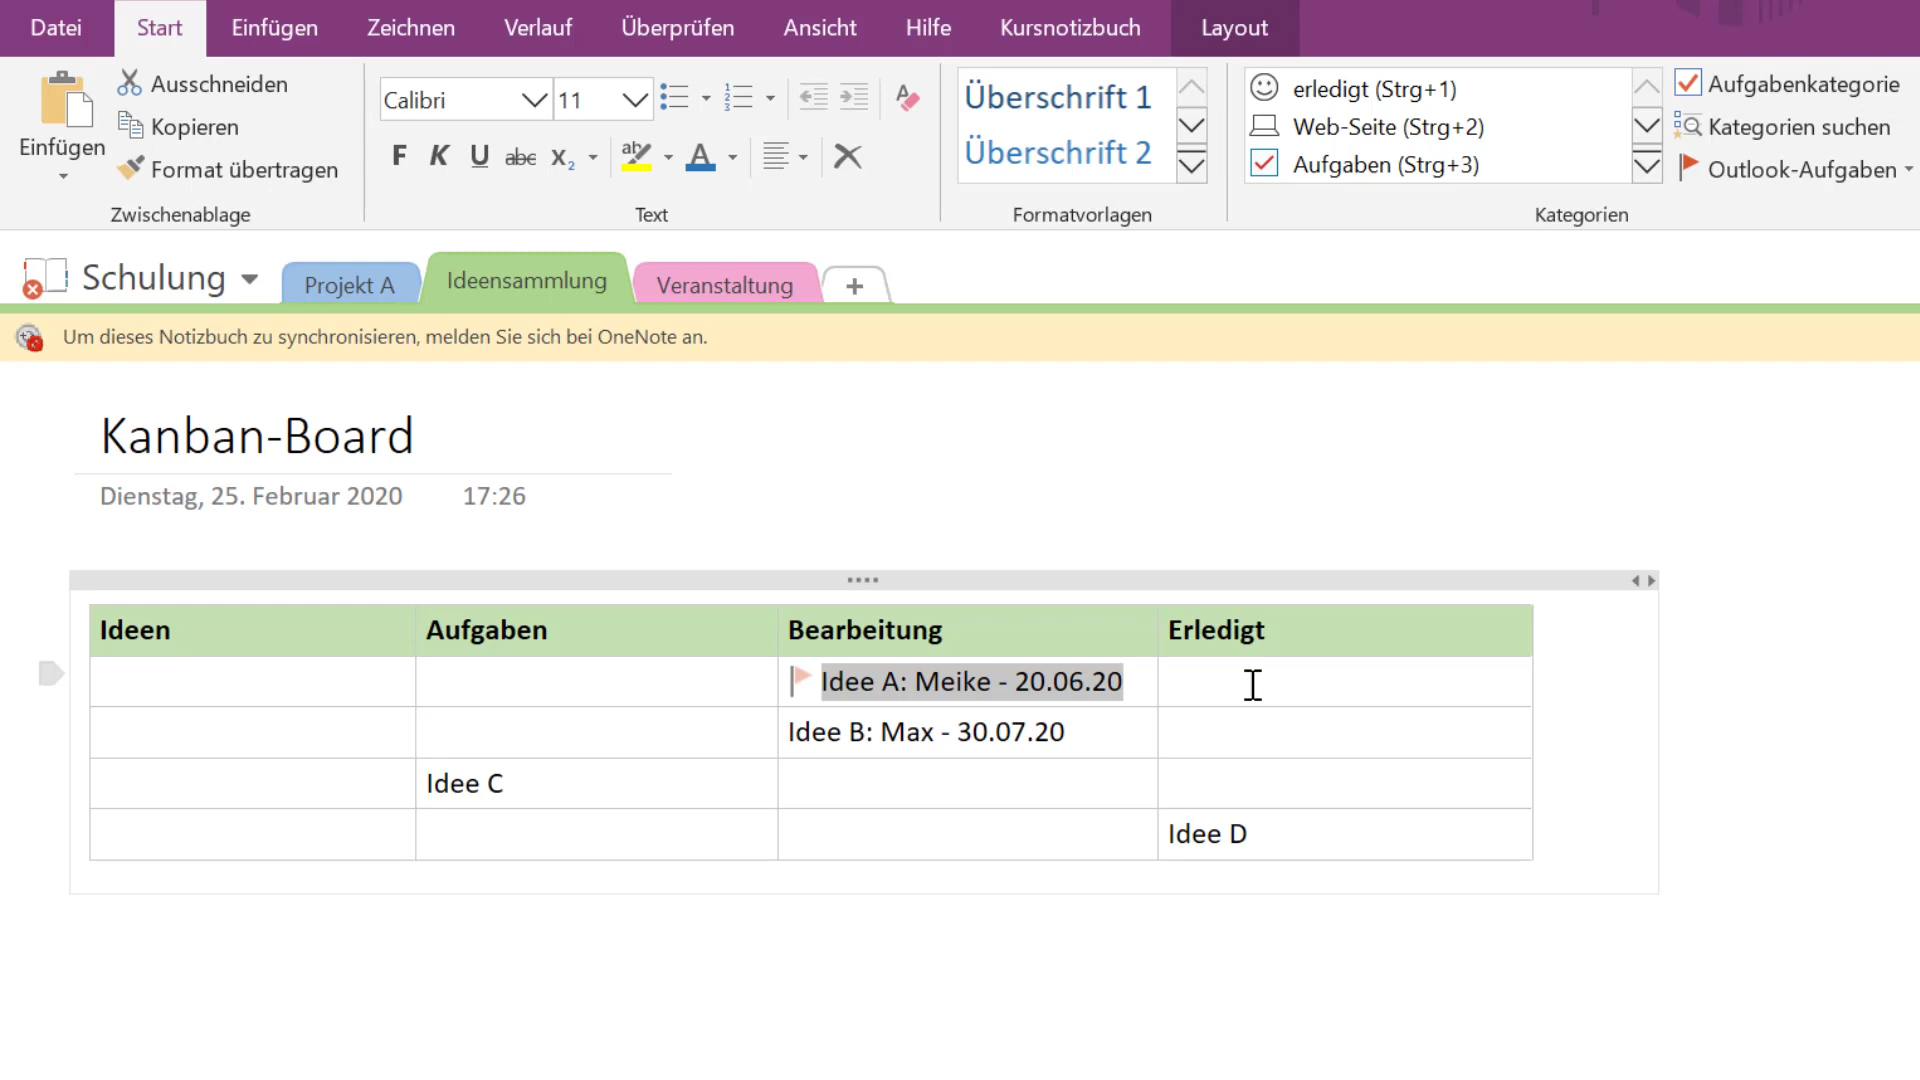 Datei Start Einfügen Zeichnen Verlauf Überprüfen Ansicht Hilfe Kursnotizbuch Layout
Einfügen
Ausschneiden
Kopieren
Format übertragen
Zwischenablage
Calibri 11
F K U abc X2 ab A
Text
Überschrift 1
Überschrift 2
Formatvorlagen
erledigt (Strg+1)
Web-Seite (Strg+2)
Aufgaben (Strg+3)
Aufgabenkategorie
Kategorien suchen
Outlook-Aufgaben
Kategorien
Schulung Projekt A Ideensammlung Veranstaltung +
Um dieses Notizbuch zu synchronisieren, melden Sie sich bei OneNote an.
Kanban-Board
Dienstag, 25. Februar 2020 17:26
Ideen Aufgaben Bearbeitung Erledigt
Idee A: Meike - 20.06.20
Idee B: Max - 30.07.20
Idee C
Idee D